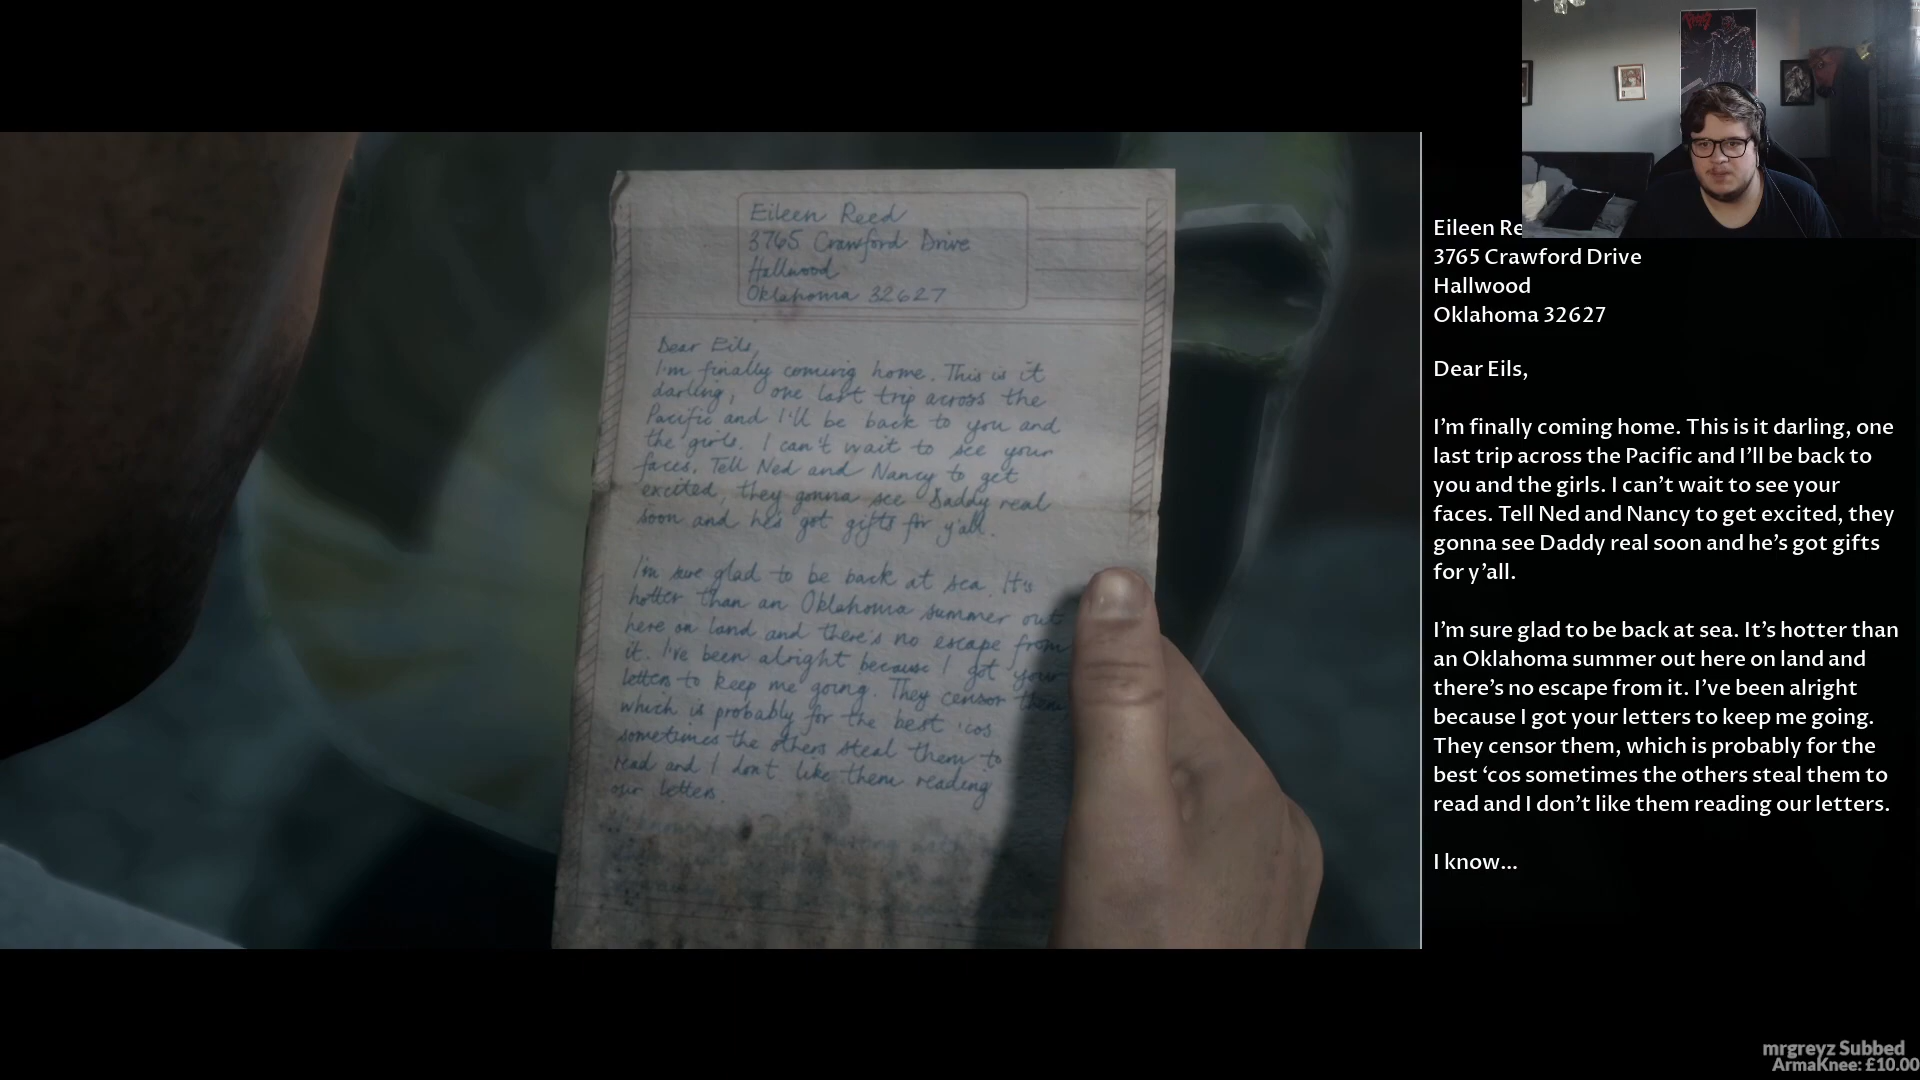 Eileen Reed
3765 Crawford Drive
Hallwood
Oklahoma 32627
Dear Eils,
I'm finally coming home. This is it
darling, one last trip across the
Pacific and I'll be back to you and
the girls. I can't wait to see your
faces. Tell Ned and Nancy to get
excited, they gonna see Daddy real
soon and he's got gifts for y'all.
I'm sure glad to be back at sea. It's
hotter than an Oklahoma summer out
here on land and there's no escape from
it. I've been alright because I got your
letters to keep me going. They censor them,
which is probably for the best 'cos
sometimes the others steal them to
read and I don't like them reading
our letters.
Eileen Re
3765 Crawford Drive
Hallwood
Oklahoma 32627
Dear Eils,
I'm finally coming home. This is it darling, one
last trip across the Pacific and I'll be back to
you and the girls. I can't wait to see your
faces. Tell Ned and Nancy to get excited, they
gonna see Daddy real soon and he's got gifts
for y'all.
I'm sure glad to be back at sea. It's hotter than
an Oklahoma summer out here on land and
there's no escape from it. I've been alright
because I got your letters to keep me going.
They censor them, which is probably for the
best ‘cos sometimes the others steal them to
read and I don't like them reading our letters.
I know...
mrgreyz Subbed
ArmaKnee: £10.00